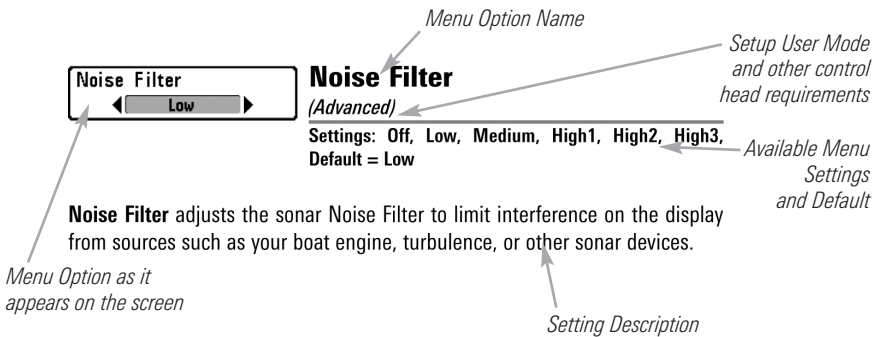 Menu Option Name
Setup User Mode
and other control
head requirements
Noise Filter
Low
Noise Filter
(Advanced)
Settings: Off, Low, Medium, High1, High2, High3,
Default = Low
Available Menu
Settings
and Default
Noise Filter adjusts the sonar Noise Filter to limit interference on the display
from sources such as your boat engine, turbulence, or other sonar devices.
Menu Option as it
appears on the screen
Setting Description